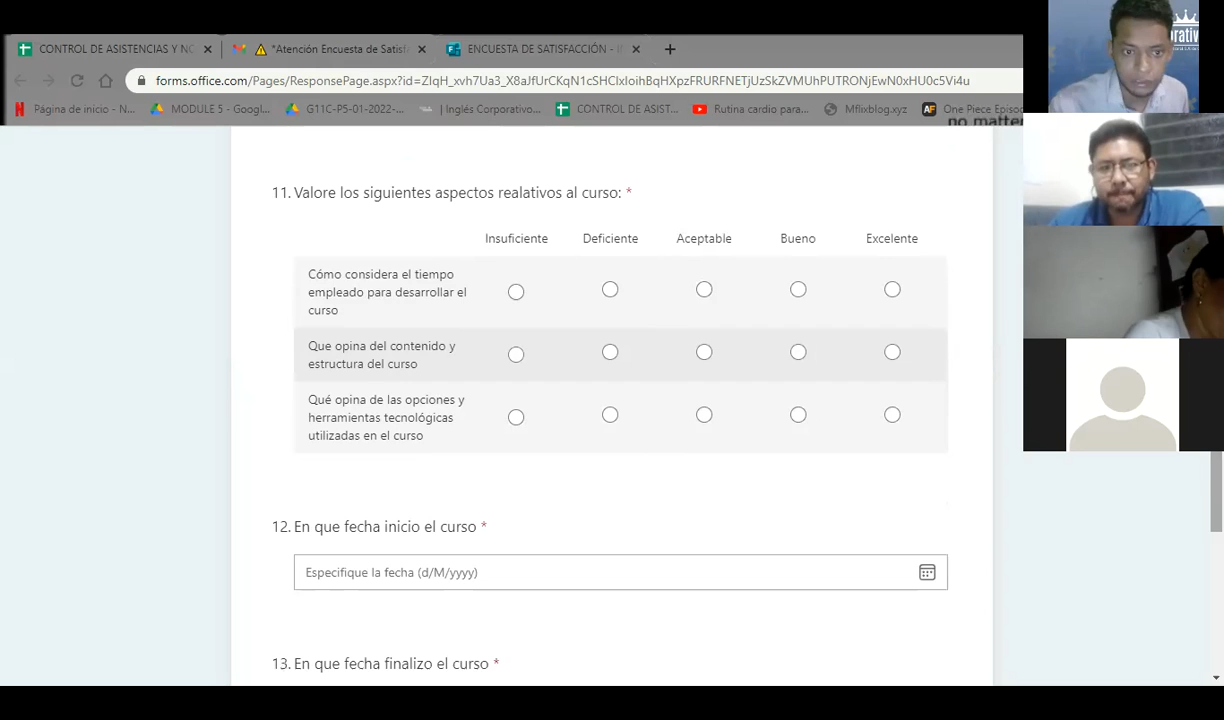 CONTROL DE ASISTENCIAS Y NO
*Atención Encuesta de Satisfa
ENCUESTA DE SATISFACCIÓN - I
forms.office.com/Pages/ResponsePage.aspx?id=ZIqH_xvh7Ua3_X8aJfUrCKqN1cSHClxIoihBqHXpzFRURFNETjUzSkZVMUhPUTRONjEwN0xHU0c5Vi4u
Página de inicio - N...
MODULE 5 - Googl...
G11C-P5-01-2022-...
| Inglés Corporativo...
CONTROL DE ASIST...
Rutina cardio para...
Mflixblog.xyz
One Piece Episo
no matter
11. Valore los siguientes aspectos realativos al curso: *
Insuficiente Deficiente Aceptable Bueno Excelente
Cómo considera el tiempo
empleado para desarrollar el
curso
Que opina del contenido y
estructura del curso
Qué opina de las opciones y
herramientas tecnológicas
utilizadas en el curso
12. En que fecha inicio el curso *
Especifique la fecha (d/M/yyyy)
13. En que fecha finalizo el curso *